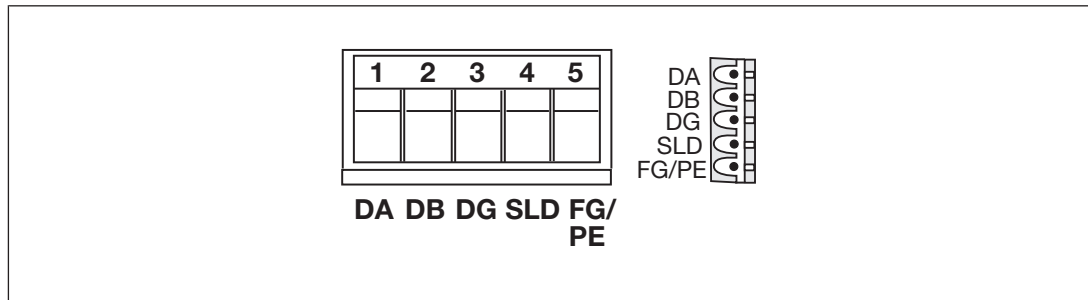 1 2 3 4 5
DA DB DG SLD FG/
PE
DA
DB
DG
SLD
FG/PE